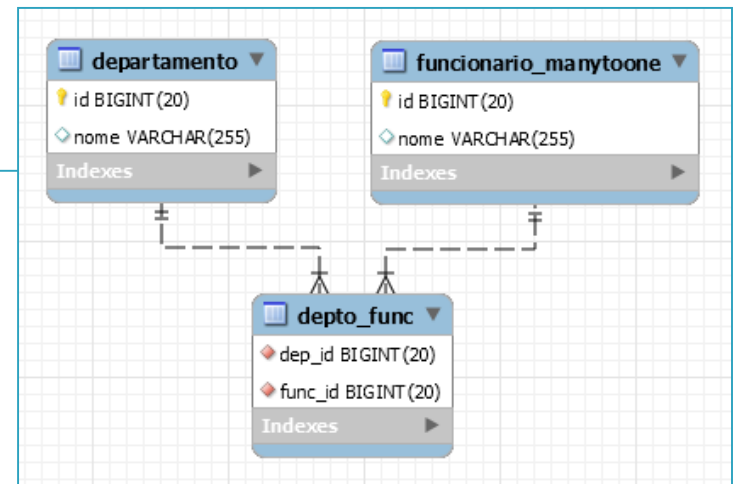 departamento
id BIGINT(20)
nome VARCHAR(255)
Indexes
funcionario_manytoone
id BIGINT(20)
nome VARCHAR(255)
Indexes
depto_func
dep_id BIGINT(20)
func_id BIGINT(20)
Indexes